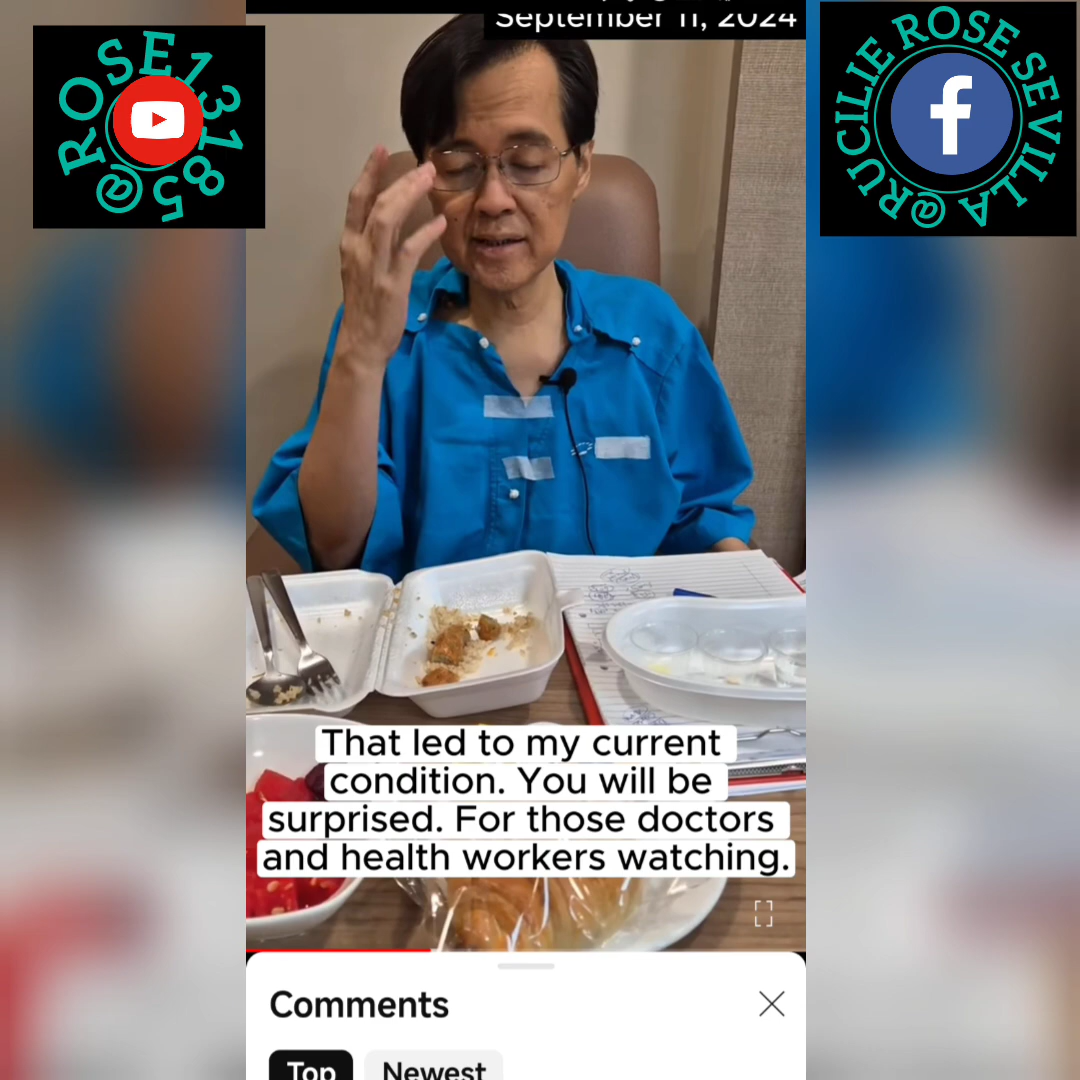 September 11, 2024
@ROSE13185
@RUCILIE ROSE SEVILLA
f
That led to my current
condition. You will be
surprised. For those doctors
and health workers watching.
Comments
Top
Newest